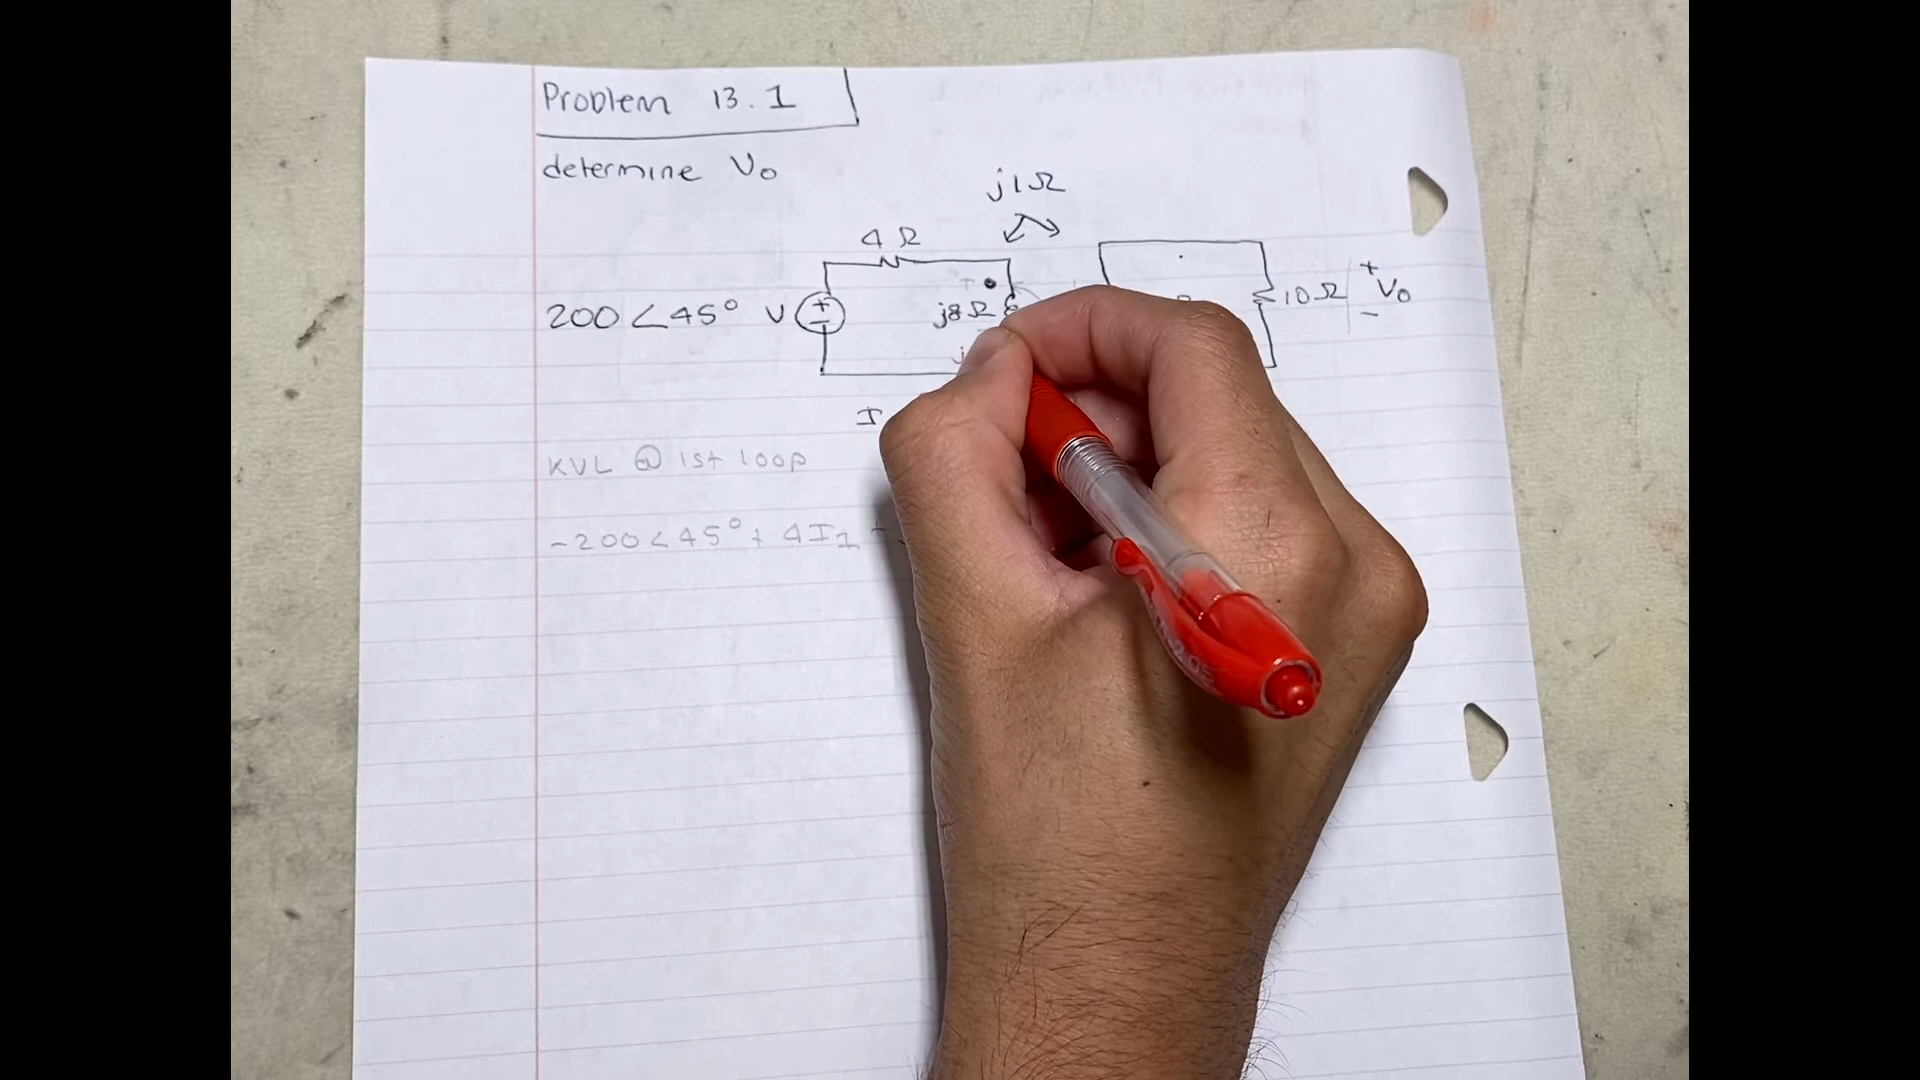 Problem 13.1
determine Vo
j1Ω
4Ω
200∠45° V
+
-
j8Ω
10Ω
+
Vo
-
I
KVL @ 1st loop
-200∠45° + 4I1 +